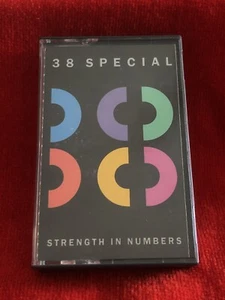 38 SPECIAL
STRENGTH IN NUMBERS